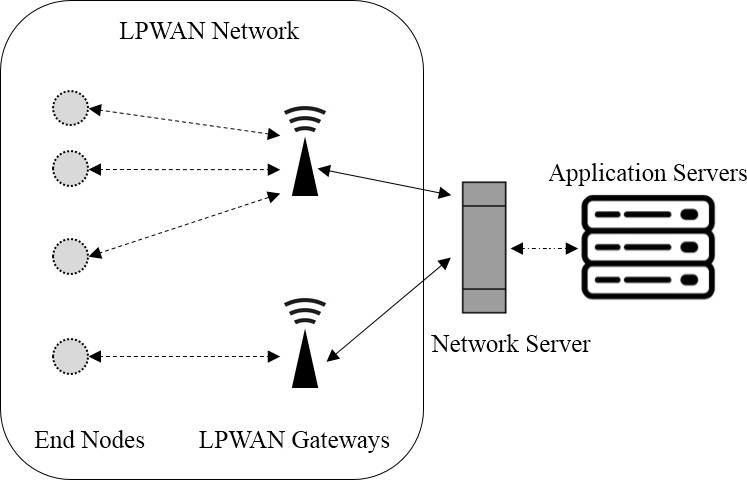 LPWAN Network
Application Servers
Network Server
End Nodes
LPWAN Gateways